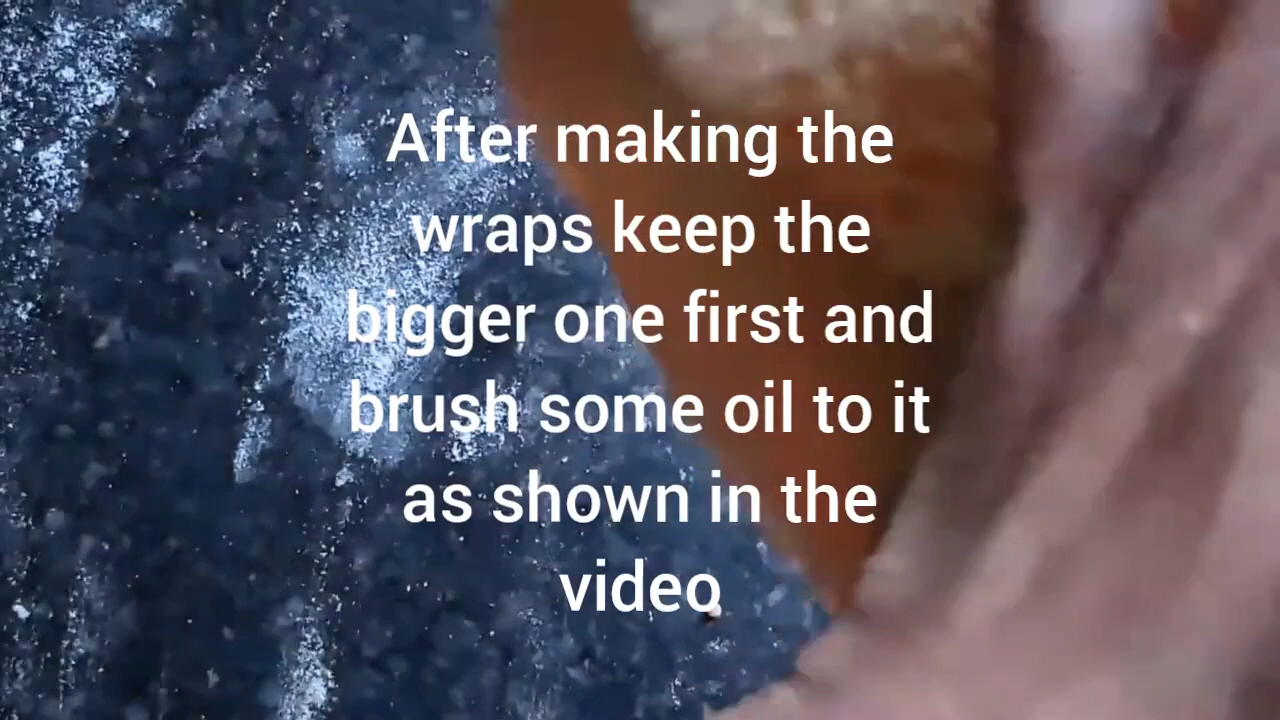 After making the
wraps keep the
bigger one first and
brush some oil to it
as shown in the
video